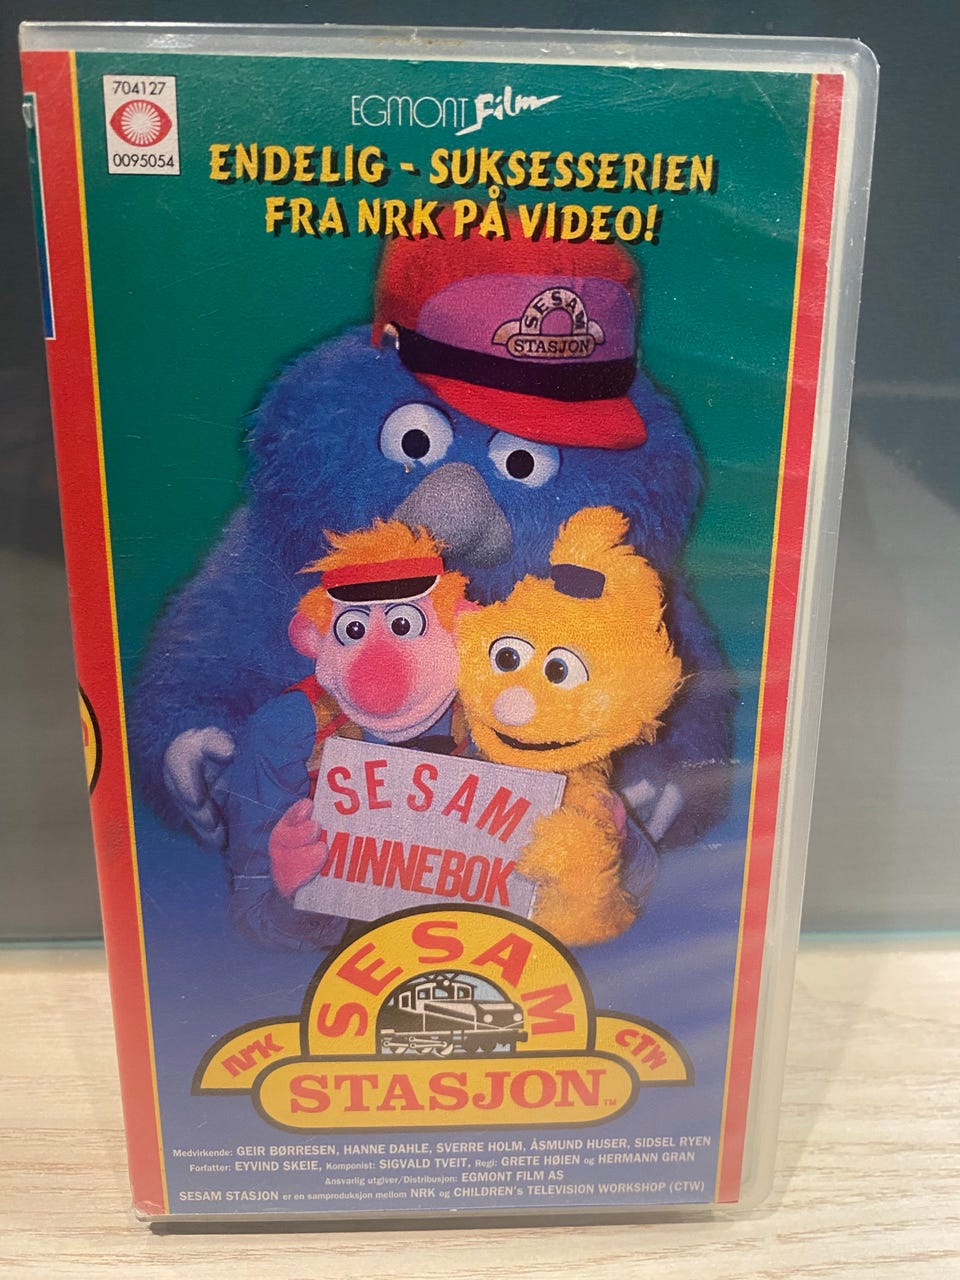 704127
0095054
EGMONT Film
ENDELIG - SUKSESSERIEN
FRA NRK PÅ VIDEO!
SESAM
STASJON
SESAM
MINNEBOK
SESAM
NRK
CTW
STASJON™
Medvirkende: GEIR BØRRESEN, HANNE DAHLE, SVERRE HOLM, ÅSMUND HUSER, SIDSEL RYEN
Forfatter: EYVIND SKEIE, Komponist: SIGVALD TVEIT, Regi: GRETE HØIEN og HERMANN GRAN
Ansvarlig utgiver/Distribusjon: EGMONT FILM AS
SESAM STASJON er en samproduksjon mellom NRK og CHILDREN's TELEVISION WORKSHOP (CTW)